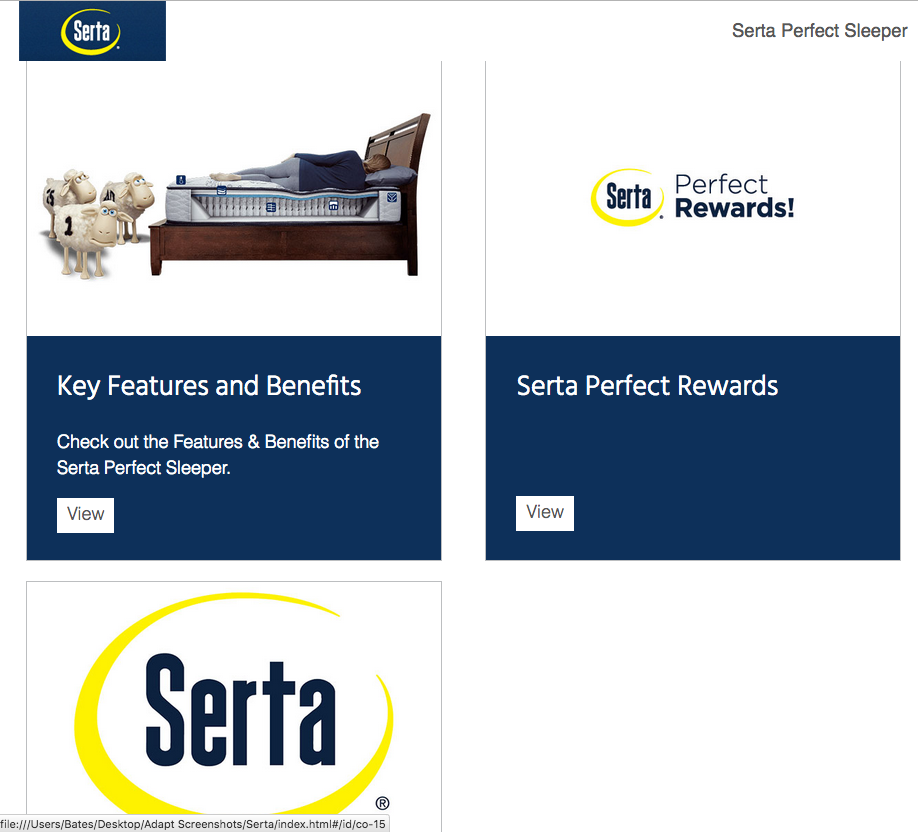 Serta
Serta Perfect Sleeper
1
Serta Perfect
Rewards!
Key Features and Benefits
Check out the Features & Benefits of the
Serta Perfect Sleeper.
View
Serta Perfect Rewards
View
Serta
®
file:///Users/Bates/Desktop/Adapt Screenshots/Serta/index.html#/id/co-15